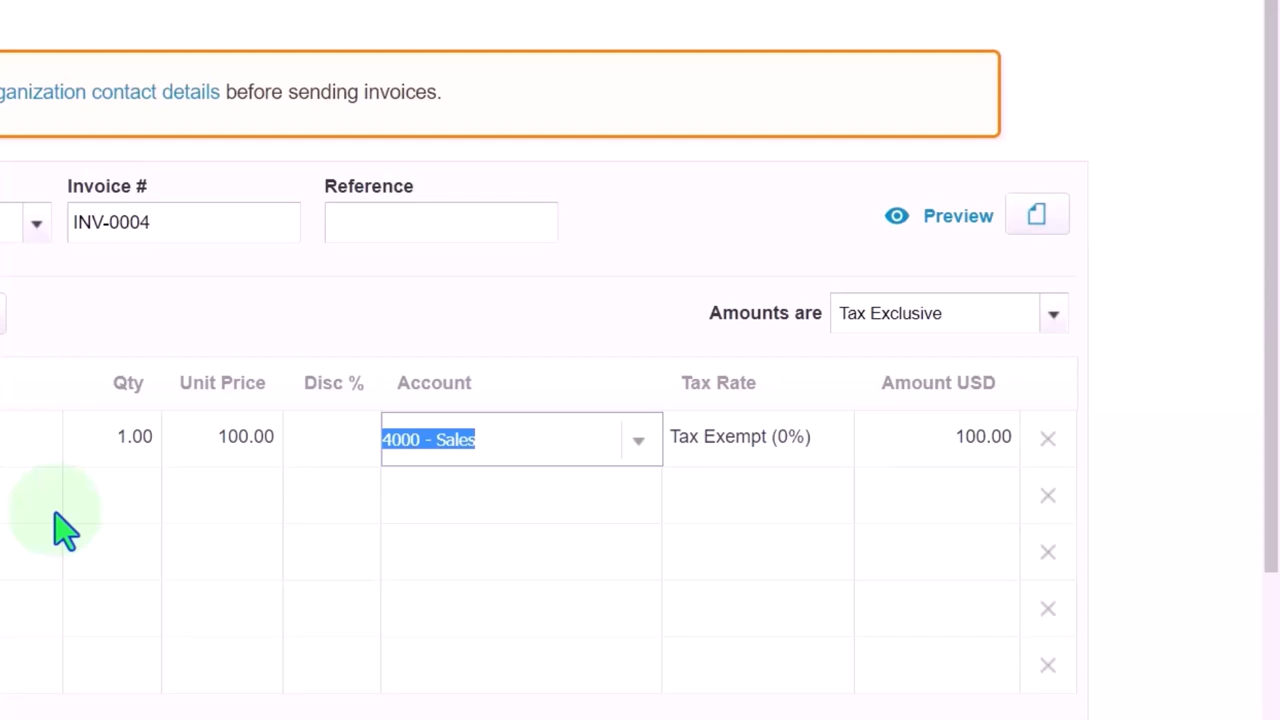 ganization contact details before sending invoices.
Invoice # Reference
INV-0004
Preview
Amounts are Tax Exclusive
Qty Unit Price Disc % Account Tax Rate Amount USD
1.00 100.00 4000 - Sales Tax Exempt (0%) 100.00